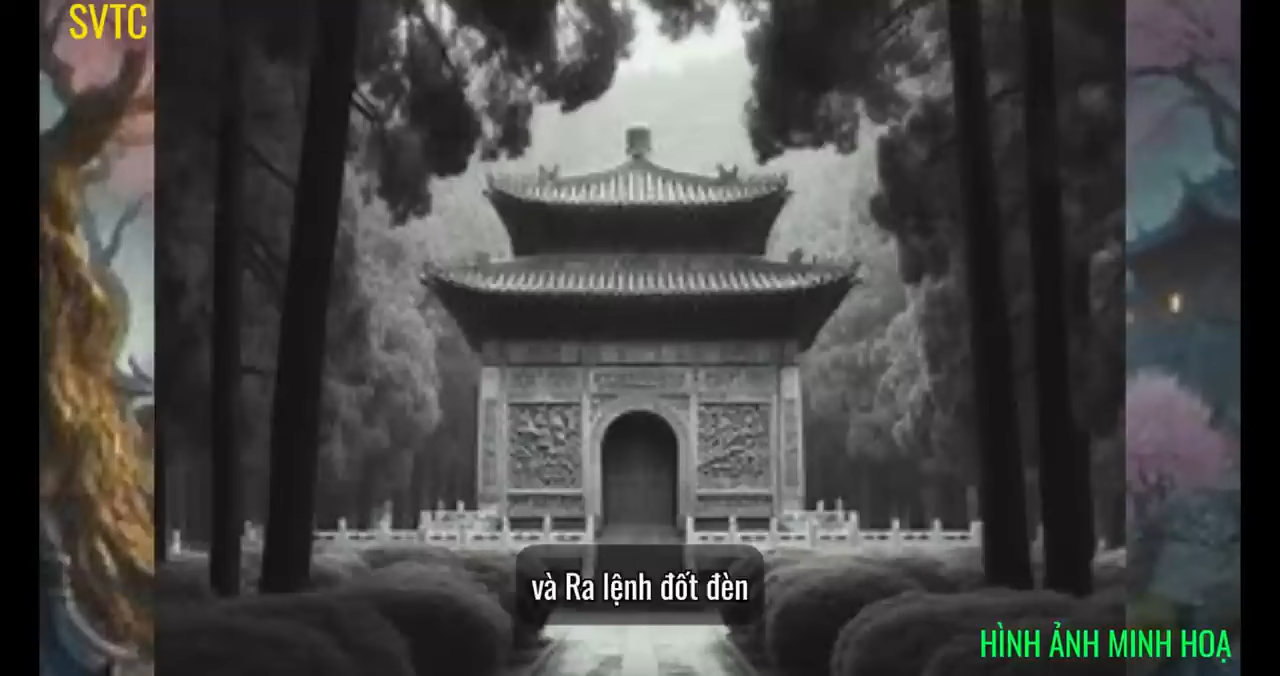 SVTC
và Ra lệnh đốt đèn
HÌNH ẢNH MINH HOẠ